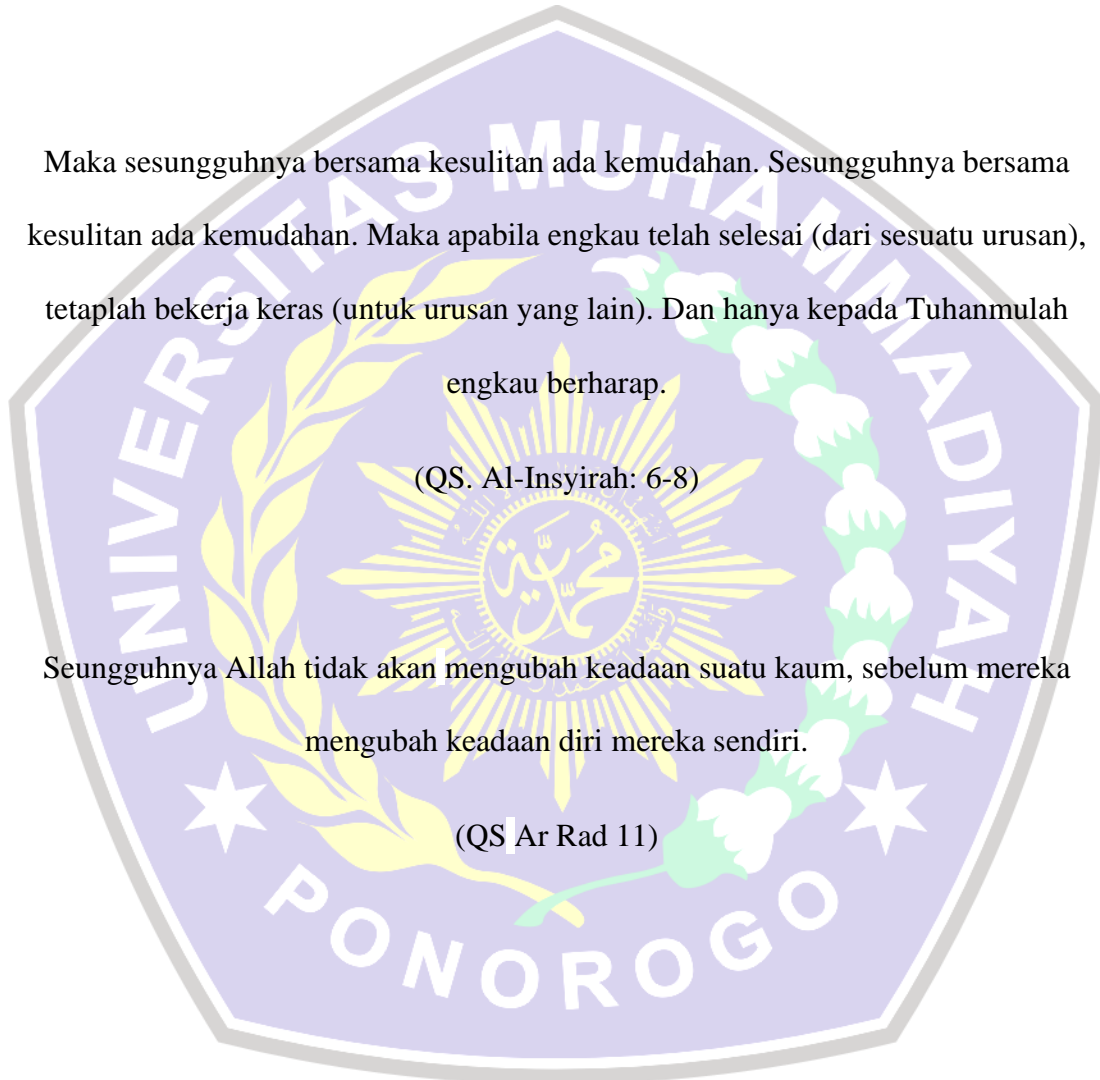 Maka sesungguhnya bersama kesulitan ada kemudahan. Sesungguhnya bersama
kesulitan ada kemudahan. Maka apabila engkau telah selesai (dari sesuatu urusan),
tetaplah bekerja keras (untuk urusan yang lain). Dan hanya kepada Tuhanmulah
engkau berharap.
(QS. Al-Insyirah: 6-8)
Seungguhnya Allah tidak akan mengubah keadaan suatu kaum, sebelum mereka
mengubah keadaan diri mereka sendiri.
(QS Ar Rad 11)
UNIVERSITAS MUHAMMADIYAH
PONOROGO
محمدية